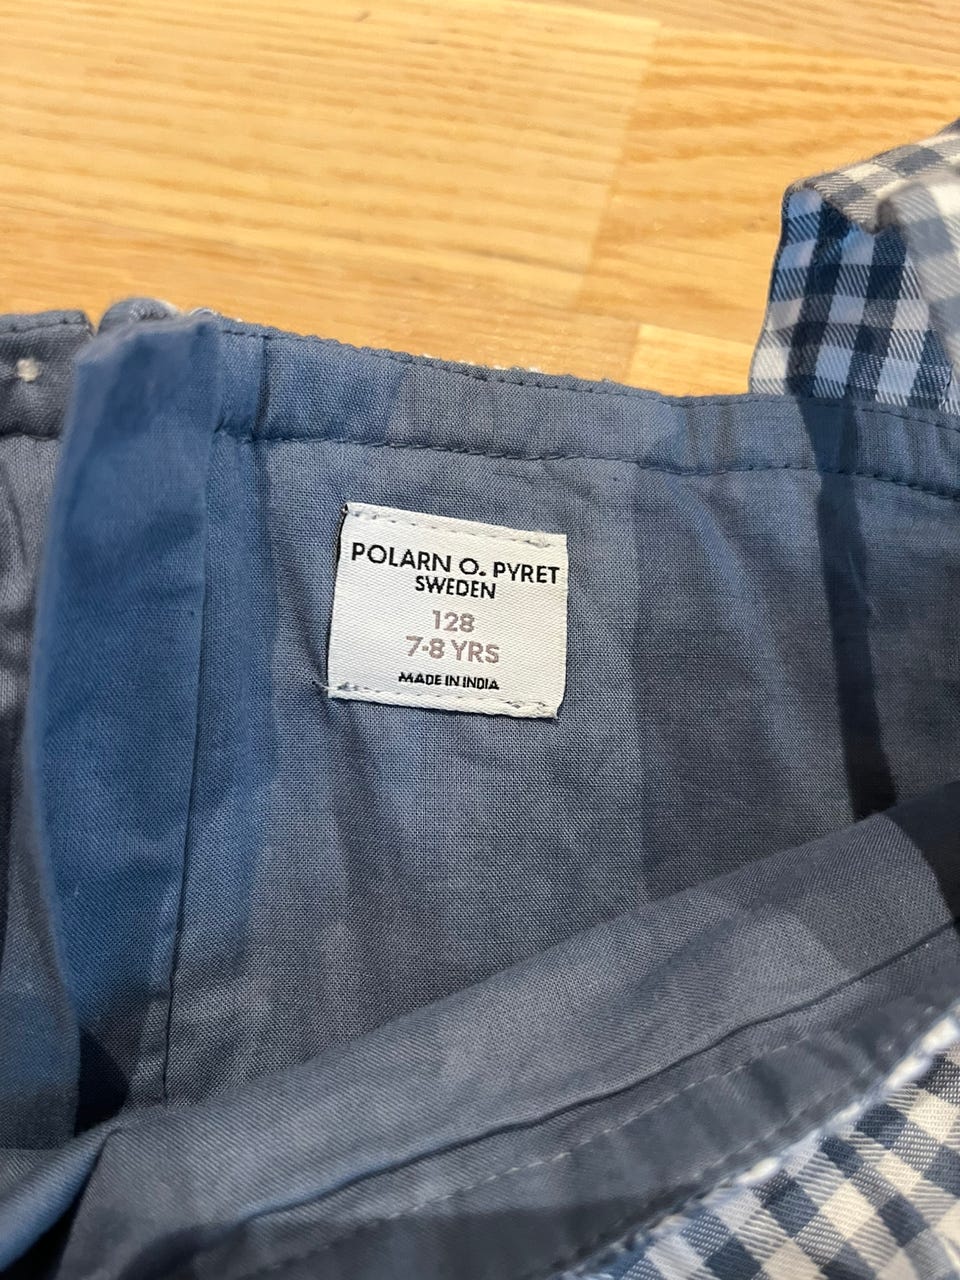 POLARN O. PYRET
SWEDEN
128
7-8 YRS
MADE IN INDIA